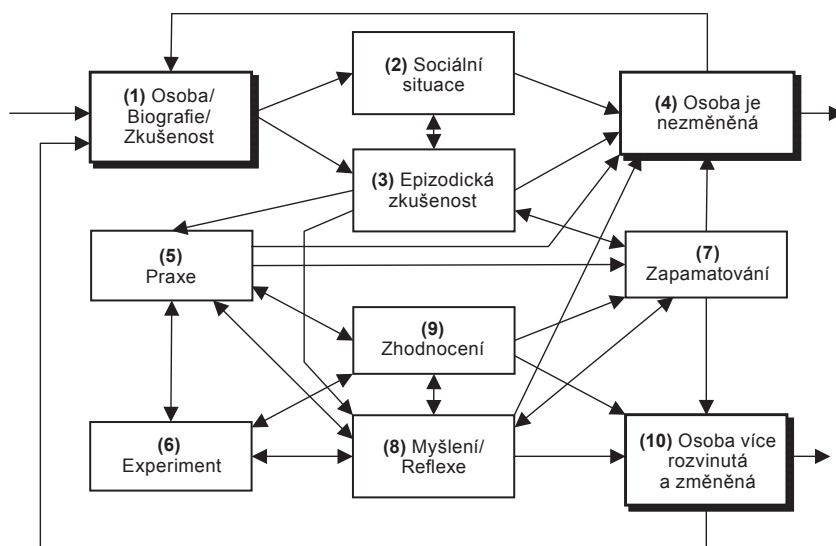 (1) Osoba/
Biografie/
Zkušenost
(2) Sociální
situace
(3) Epizodická
zkušenost
(4) Osoba je
nezměněná
(5)
Praxe
(6)
Experiment
(7)
Zapamatování
(8) Myšlení/
Reflexe
(9)
Zhodnocení
(10) Osoba více
rozvinutá
a změněná